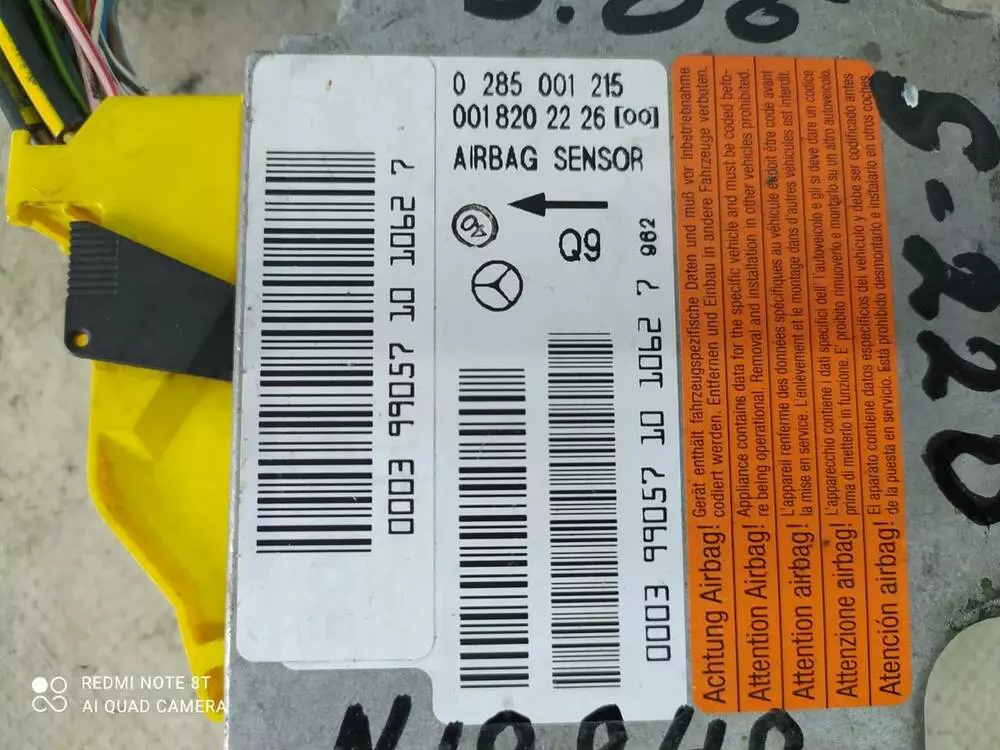 0 285 001 215
001 820 22 26 [00]
AIRBAG SENSOR
Q9
962
0003 99057 10 1062 7
0003 99057 10 1062 7
Achtung Airbag! Gerät enthält fahrzeugspezifische Daten und muß vor Inbetriebnahme
codiert werden. Entfernen und Einbau in andere Fahrzeuge verboten.
Attention Airbag! Appliance contains data for the specific vehicle and must be coded befo-
re being operational. Removal and installation in other vehicles prohibited.
Attention airbag! L'appareil renferme des données spécifiques au véhicule et doit être codé avant
la mise en service. L'enlèvement et le montage dans d'autres véhicules est interdit.
Attenzione airbag! L'apparecchio contiene i dati specifici dell' l'autoveicolo e gli si deve dare un codice
prima di metterlo in funzione. E' proibito rimuoverlo e montarlo su un altro autoveicolo.
Atención airbag! El aparato contiene datos específicos del vehículo y debe ser codificado antes
de la puesta en servicio. Está prohibido desmontarlo e instalarlo en otros coches.
S-220
REDMI NOTE 8T
AI QUAD CAMERA